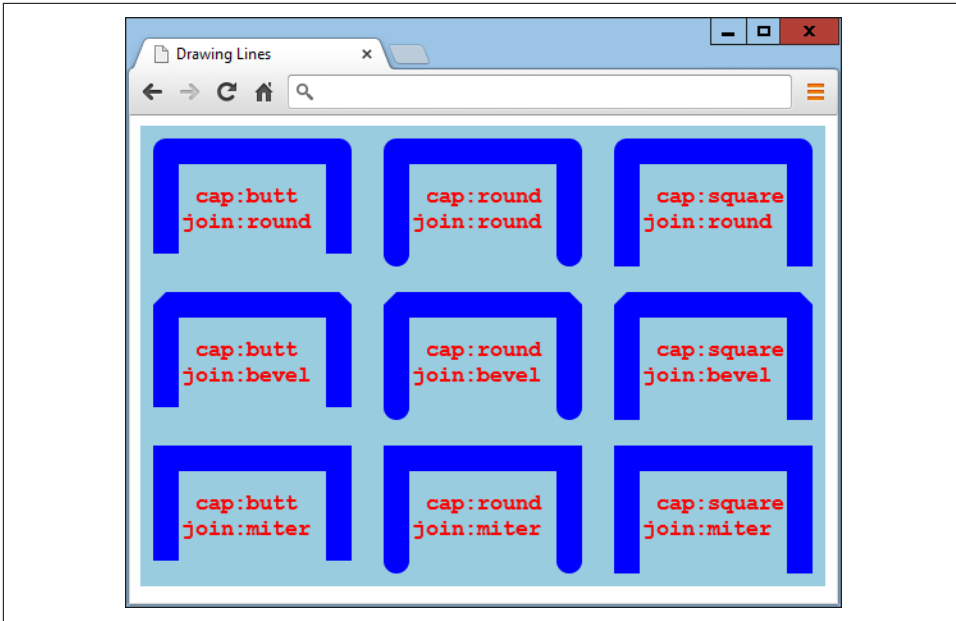 Drawing Lines
cap:butt
join:round
cap:round
join:round
cap:square
join:round
cap:butt
join:bevel
cap:round
join:bevel
cap:square
join:bevel
cap:butt
join:miter
cap:round
join:miter
cap:square
join:miter